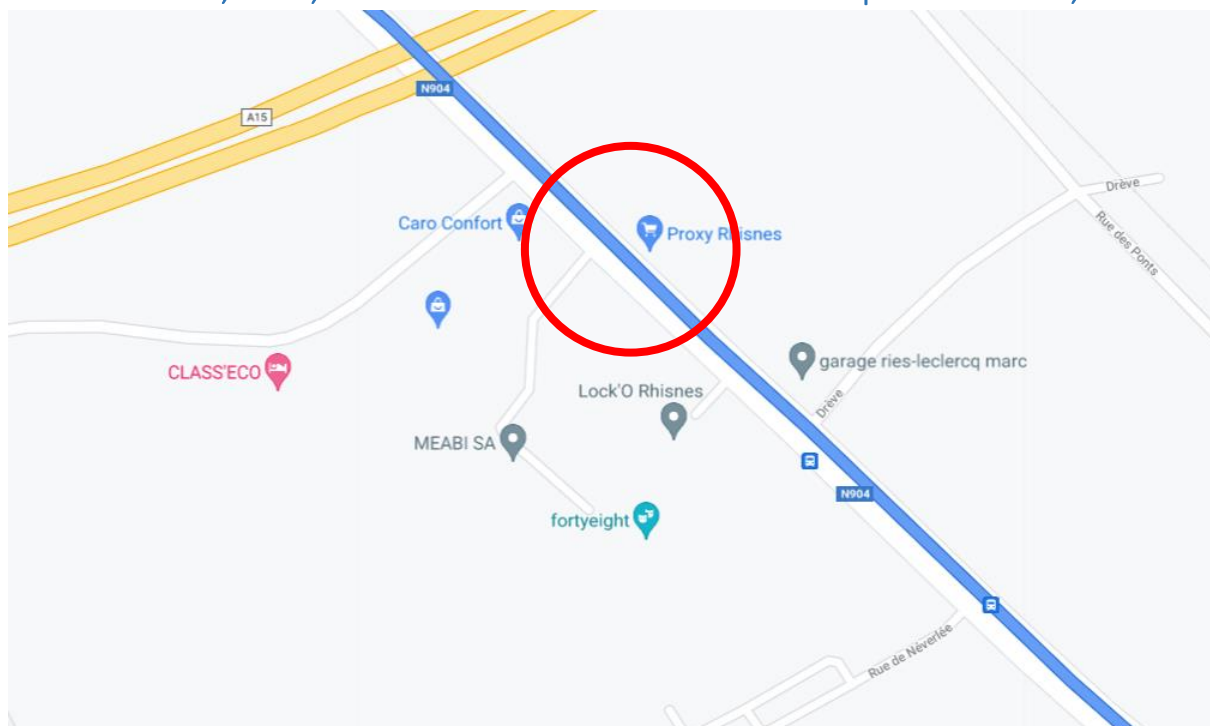 N904
A15
Drève
Caro Confort
Proxy Rhisnes
Rue des Ponts
CLASS'ECO
garage ries-leclercq marc
Lock'O Rhisnes
Drève
MEABI SA
N904
fortyeight
Rue de Néverlée